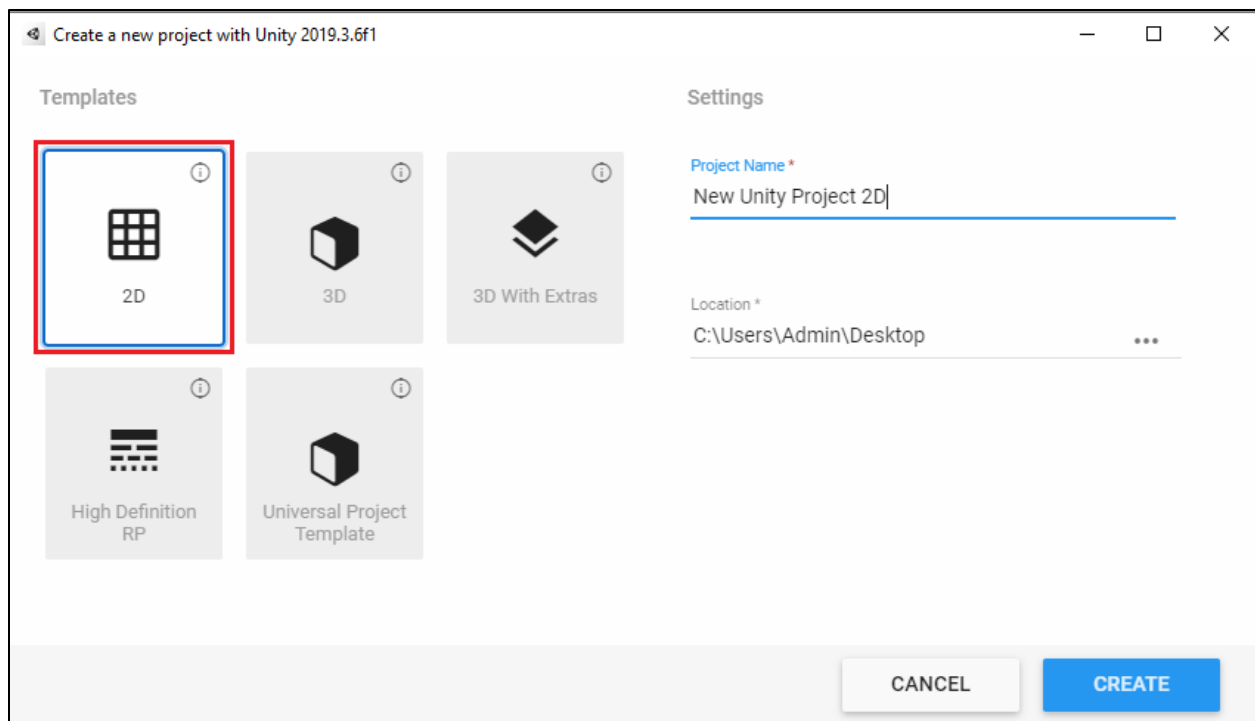 Create a new project with Unity 2019.3.6f1
Templates
Settings
2D
3D
3D With Extras
High Definition
RP
Universal Project
Template
Project Name *
New Unity Project 2D
Location *
C:\Users\Admin\Desktop
CANCEL
CREATE